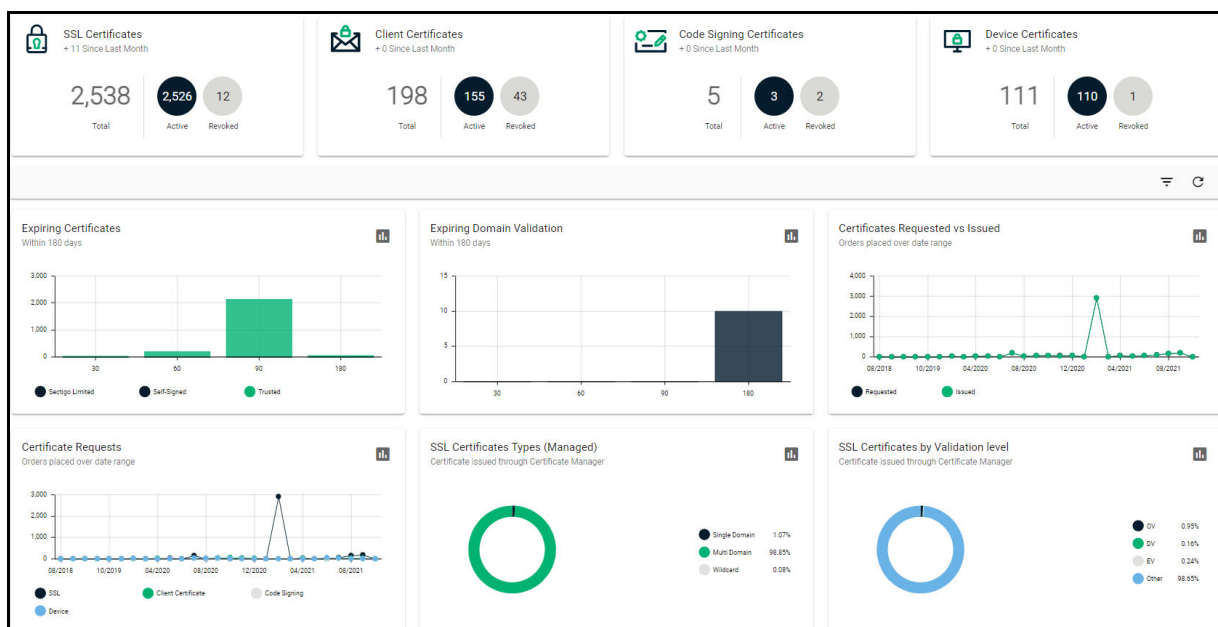 SSL Certificates
+ 11 Since Last Month
2,538
2,526
12
Total
Active
Revoked
Client Certificates
+ 0 Since Last Month
198
155
43
Total
Active
Revoked
Code Signing Certificates
+ 0 Since Last Month
5
3
2
Total
Active
Revoked
Device Certificates
+ 0 Since Last Month
111
110
1
Total
Active
Revoked
Expiring Certificates
Within 180 days
3,000
2,000
1,000
0
30 60 90 180
Sectigo Limited Self-Signed Trusted
Expiring Domain Validation
Within 180 days
15
10
5
0
30 60 90 180
Certificates Requested vs Issued
Orders placed over date range
4,000
3,000
2,000
1,000
0
08/2018 10/2019 04/2020 08/2020 12/2020 04/2021 08/2021
Requested Issued
Certificate Requests
Orders placed over date range
3,000
2,000
1,000
0
08/2018 10/2019 04/2020 08/2020 12/2020 04/2021 08/2021
SSL Client Certificate Code Signing
Device
SSL Certificates Types (Managed)
Certificate issued through Certificate Manager
Single Domain 1.07%
Multi Domain 98.85%
Wildcard 0.08%
SSL Certificates by Validation level
Certificate issued through Certificate Manager
OV 0.95%
DV 0.16%
EV 0.24%
Other 98.65%